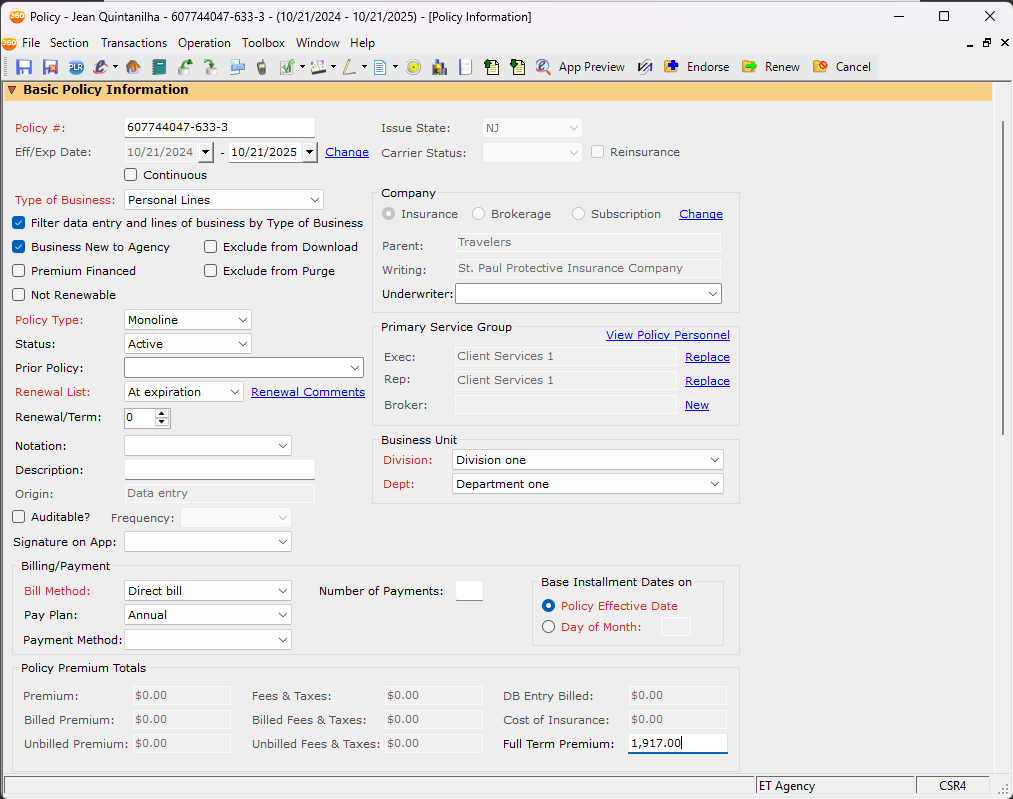 360 Policy - Jean Quintanilha - 607744047-633-3 - (10/21/2024 - 10/21/2025) - [Policy Information]
360 File Section Transactions Operation Toolbox Window Help
PLR App Preview Endorse Renew Cancel
Basic Policy Information
Policy #: 607744047-633-3 Issue State: NJ
Eff/Exp Date: 10/21/2024 - 10/21/2025 Change Carrier Status: Reinsurance
Continuous
Type of Business: Personal Lines
Filter data entry and lines of business by Type of Business
Business New to Agency Exclude from Download
Premium Financed Exclude from Purge
Not Renewable
Policy Type: Monoline
Status: Active
Prior Policy:
Renewal List: At expiration Renewal Comments
Renewal/Term: 0
Notation:
Description:
Origin: Data entry
Auditable? Frequency:
Signature on App:
Company
Insurance Brokerage Subscription Change
Parent: Travelers
Writing: St. Paul Protective Insurance Company
Underwriter:
Primary Service Group
View Policy Personnel
Exec: Client Services 1 Replace
Rep: Client Services 1 Replace
Broker: New
Business Unit
Division: Division one
Dept: Department one
Billing/Payment
Bill Method: Direct bill Number of Payments:
Pay Plan: Annual
Payment Method:
Base Installment Dates on
Policy Effective Date
Day of Month:
Policy Premium Totals
Premium: $0.00 Fees & Taxes: $0.00 DB Entry Billed: $0.00
Billed Premium: $0.00 Billed Fees & Taxes: $0.00 Cost of Insurance: $0.00
Unbilled Premium: $0.00 Unbilled Fees & Taxes: $0.00 Full Term Premium: 1,917.00
ET Agency CSR4